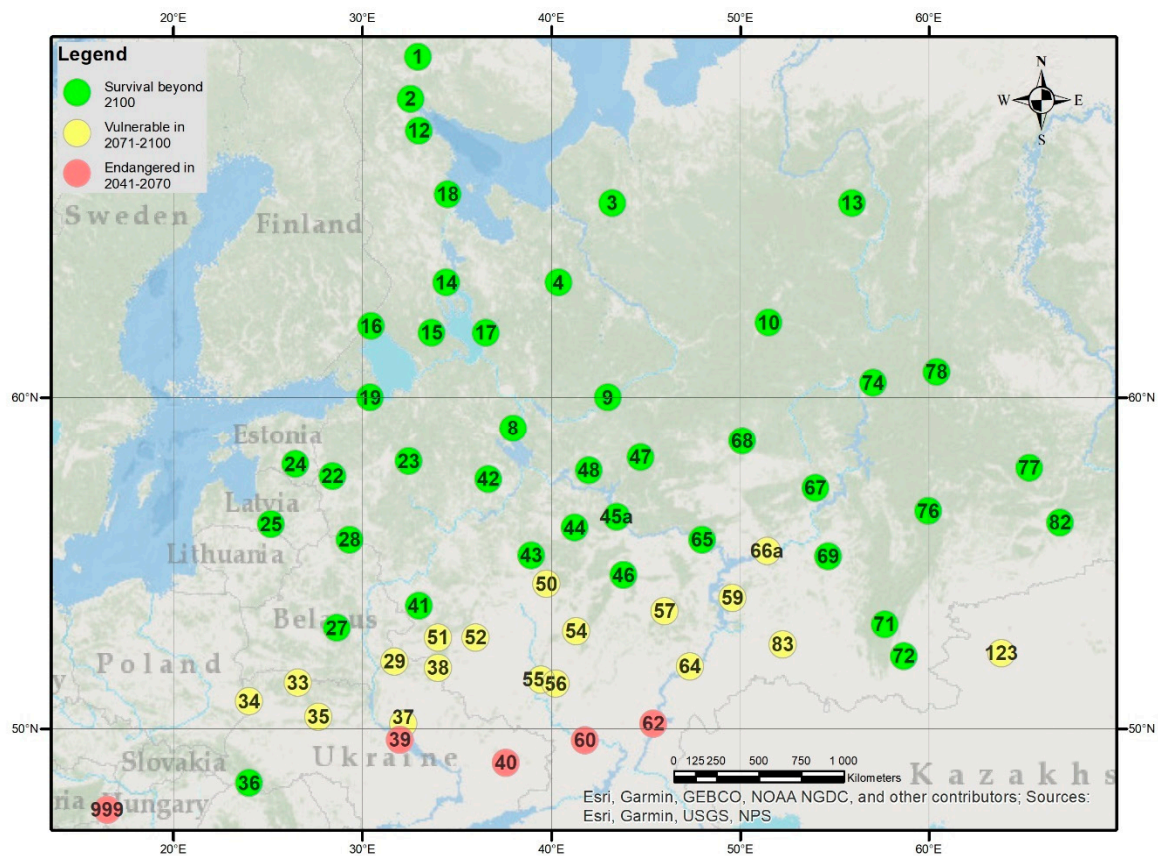 20°E 30°E 40°E 50°E 60°E
Legend
Survival beyond
2100
Vulnerable in
2071-2100
Endangered in
2041-2070
N
W E
S
1
2
12
18
3
13
Sweden
Finland
14
4
16
15
17
10
78
74
60°N 19 9 60°N
8
Estonia
68
24
22
23
42
48
47
77
67
Latvia
25
28
44
45a
76
82
65
Lithuania
43
66a
69
50
46
59
41
57
Belarus
27
51
52
54
71
83
Poland
29
38
64
72
123
y
33
55
56
34
35
37
50°N 62 50°N
39
60
Ukraine
Slovakia
40
36
0 125 250 500 750 1 000
Kilometers
Kazakhs
ria Hungary
999
Esri, Garmin, GEBCO, NOAA NGDC, and other contributors; Sources:
Esri, Garmin, USGS, NPS
20°E 30°E 40°E 50°E 60°E